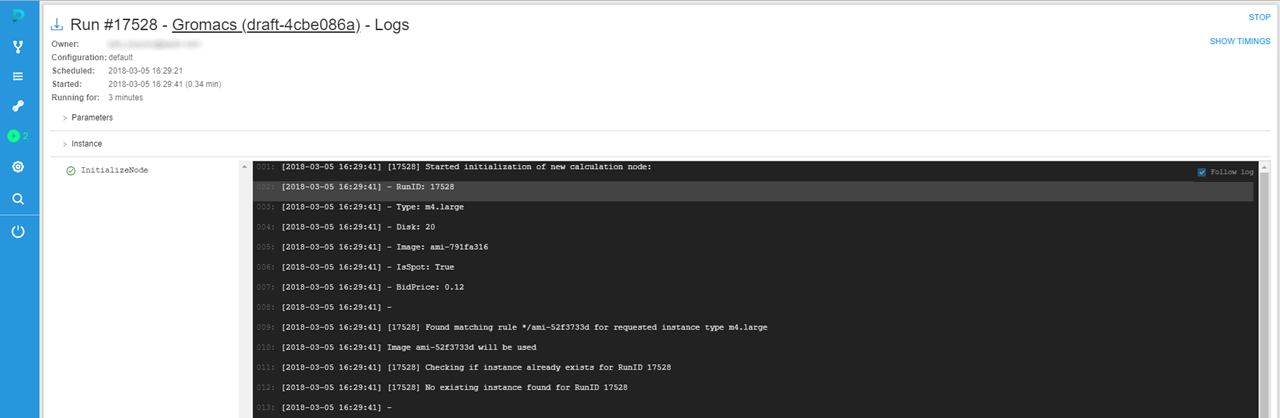 Run #17528 - Gromacs (draft-4cbe086a) - Logs
STOP
SHOW TIMINGS
Owner:
Configuration: default
Scheduled: 2018-03-05 16:29:21
Started: 2018-03-05 16:29:41 (0.34 min)
Running for: 3 minutes
> Parameters
> Instance
2
InitializeNode
Follow log
001: [2018-03-05 16:29:41] [17528] Started initialization of new calculation node:
002: [2018-03-05 16:29:41] - RunID: 17528
003: [2018-03-05 16:29:41] - Type: m4.large
004: [2018-03-05 16:29:41] - Disk: 20
005: [2018-03-05 16:29:41] - Image: ami-791fa316
006: [2018-03-05 16:29:41] - IsSpot: True
007: [2018-03-05 16:29:41] - BidPrice: 0.12
008: [2018-03-05 16:29:41] -
009: [2018-03-05 16:29:41] [17528] Found matching rule */ami-52f3733d for requested instance type m4.large
010: [2018-03-05 16:29:41] Image ami-52f3733d will be used
011: [2018-03-05 16:29:41] [17528] Checking if instance already exists for RunID 17528
012: [2018-03-05 16:29:41] [17528] No existing instance found for RunID 17528
013: [2018-03-05 16:29:41] -